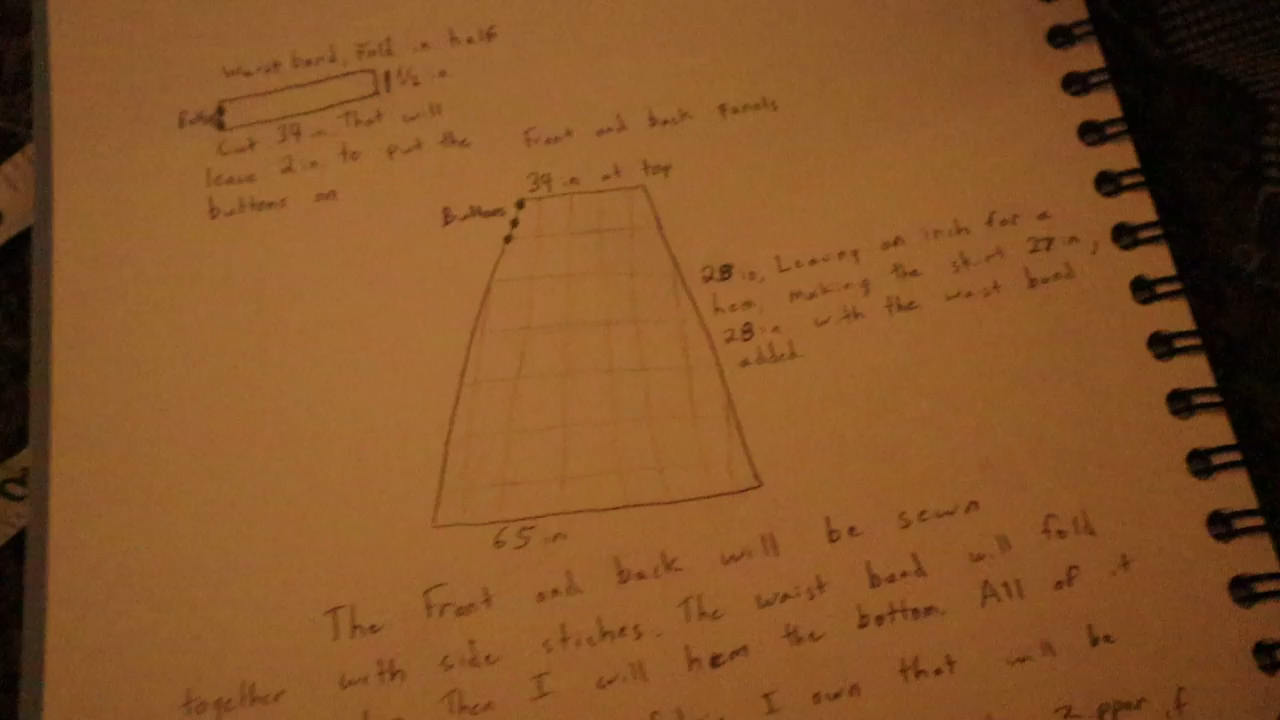 Waist band, Fold in half
1 1/2 in
Cut 39 in. That will
leave 2 in to put the
buttons on
Front and back Panels
39 in at top
Buttons
28 in, Leaving an inch for a
hem, making the skirt 27 in,
28 in with the waist band
added
65 in
The Front and back will be sewn
together with side stiches. The waist band will fold
Then I will hem the bottom. All of it
I own that will be
Zipper if